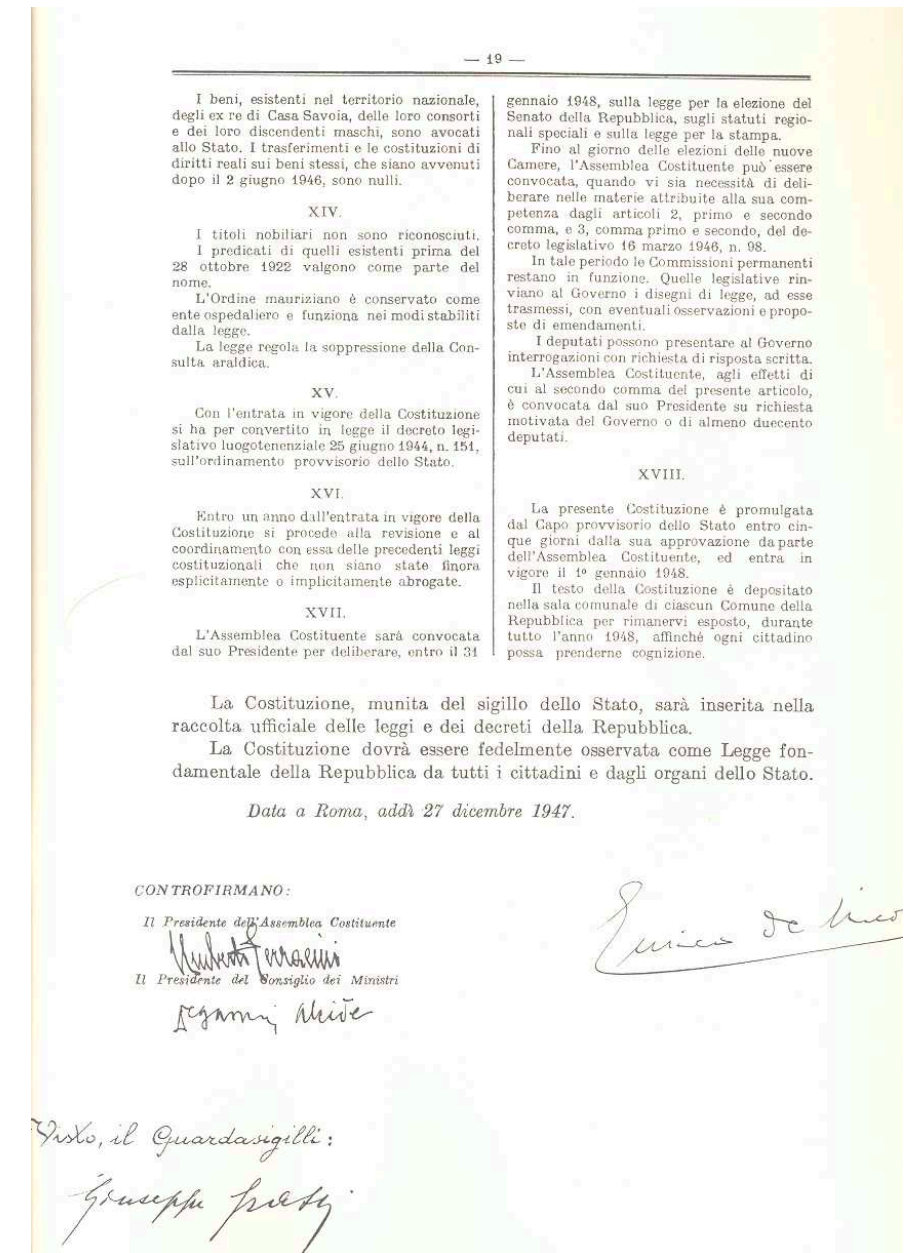 — 19 —
I beni, esistenti nel territorio nazionale,
degli ex re di Casa Savoia, delle loro consorti
e dei loro discendenti maschi, sono avocati
allo Stato. I trasferimenti e le costituzioni di
diritti reali sui beni stessi, che siano avvenuti
dopo il 2 giugno 1946, sono nulli.
XIV.
I titoli nobiliari non sono riconosciuti.
I predicati di quelli esistenti prima del
28 ottobre 1922 valgono come parte del
nome.
L'Ordine mauriziano è conservato come
ente ospedaliero e funziona nei modi stabiliti
dalla legge.
La legge regola la soppressione della Con-
sulta araldica.
XV.
Con l'entrata in vigore della Costituzione
si ha per convertito in legge il decreto legi-
slativo luogotenenziale 25 giugno 1944, n. 151,
sull'ordinamento provvisorio dello Stato.
XVI.
Entro un anno dall'entrata in vigore della
Costituzione si procede alla revisione e al
coordinamento con essa delle precedenti leggi
costituzionali che non siano state finora
esplicitamente o implicitamente abrogate.
XVII.
L'Assemblea Costituente sarà convocata
dal suo Presidente per deliberare, entro il 31
gennaio 1948, sulla legge per la elezione del
Senato della Repubblica, sugli statuti regio-
nali speciali e sulla legge per la stampa.
Fino al giorno delle elezioni delle nuove
Camere, l'Assemblea Costituente può essere
convocata, quando vi sia necessità di deli-
berare nelle materie attribuite alla sua com-
petenza dagli articoli 2, primo e secondo
comma, e 3, comma primo e secondo, del de-
creto legislativo 16 marzo 1946, n. 98.
In tale periodo le Commissioni permanenti
restano in funzione. Quelle legislative rin-
viano al Governo i disegni di legge, ad esse
trasmessi, con eventuali osservazioni e propo-
ste di emendamenti.
I deputati possono presentare al Governo
interrogazioni con richiesta di risposta scritta.
L'Assemblea Costituente, agli effetti di
cui al secondo comma del presente articolo,
è convocata dal suo Presidente su richiesta
motivata del Governo o di almeno duecento
deputati.
XVIII.
La presente Costituzione è promulgata
dal Capo provvisorio dello Stato entro cin-
que giorni dalla sua approvazione da parte
dell'Assemblea Costituente, ed entra in
vigore il 1º gennaio 1948.
Il testo della Costituzione è depositato
nella sala comunale di ciascun Comune della
Repubblica per rimanervi esposto, durante
tutto l'anno 1948, affinché ogni cittadino
possa prenderne cognizione.
La Costituzione, munita del sigillo dello Stato, sarà inserita nella
raccolta ufficiale delle leggi e dei decreti della Repubblica.
La Costituzione dovrà essere fedelmente osservata come Legge fon-
damentale della Repubblica da tutti i cittadini e dagli organi dello Stato.
Data a Roma, addì 27 dicembre 1947.
CONTROFIRMANO:
Il Presidente dell'Assemblea Costituente
Umberto Terracini
Il Presidente del Consiglio dei Ministri
Degasperi Alcide
Enrico De Nico
Visto, il Guardasigilli:
Giuseppe Grassi